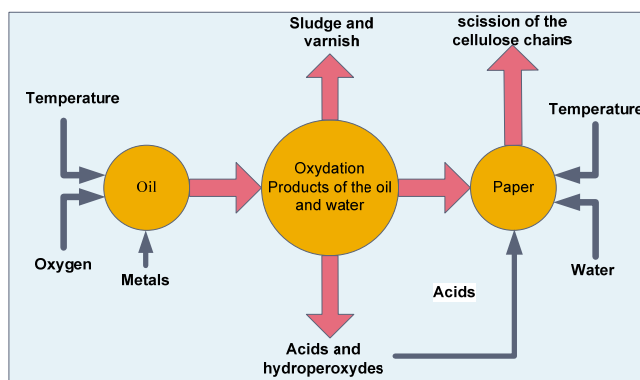 Sludge and
varnish
scission of the
cellulose chains
Temperature
Temperature
Oil
Oxydation
Products of the oil
and water
Paper
Oxygen
Metals
Water
Acids
Acids and
hydroperoxydes